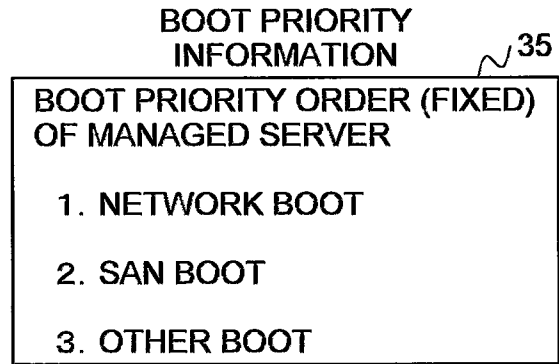 BOOT PRIORITY
INFORMATION
35
BOOT PRIORITY ORDER (FIXED)
OF MANAGED SERVER
1. NETWORK BOOT
2. SAN BOOT
3. OTHER BOOT